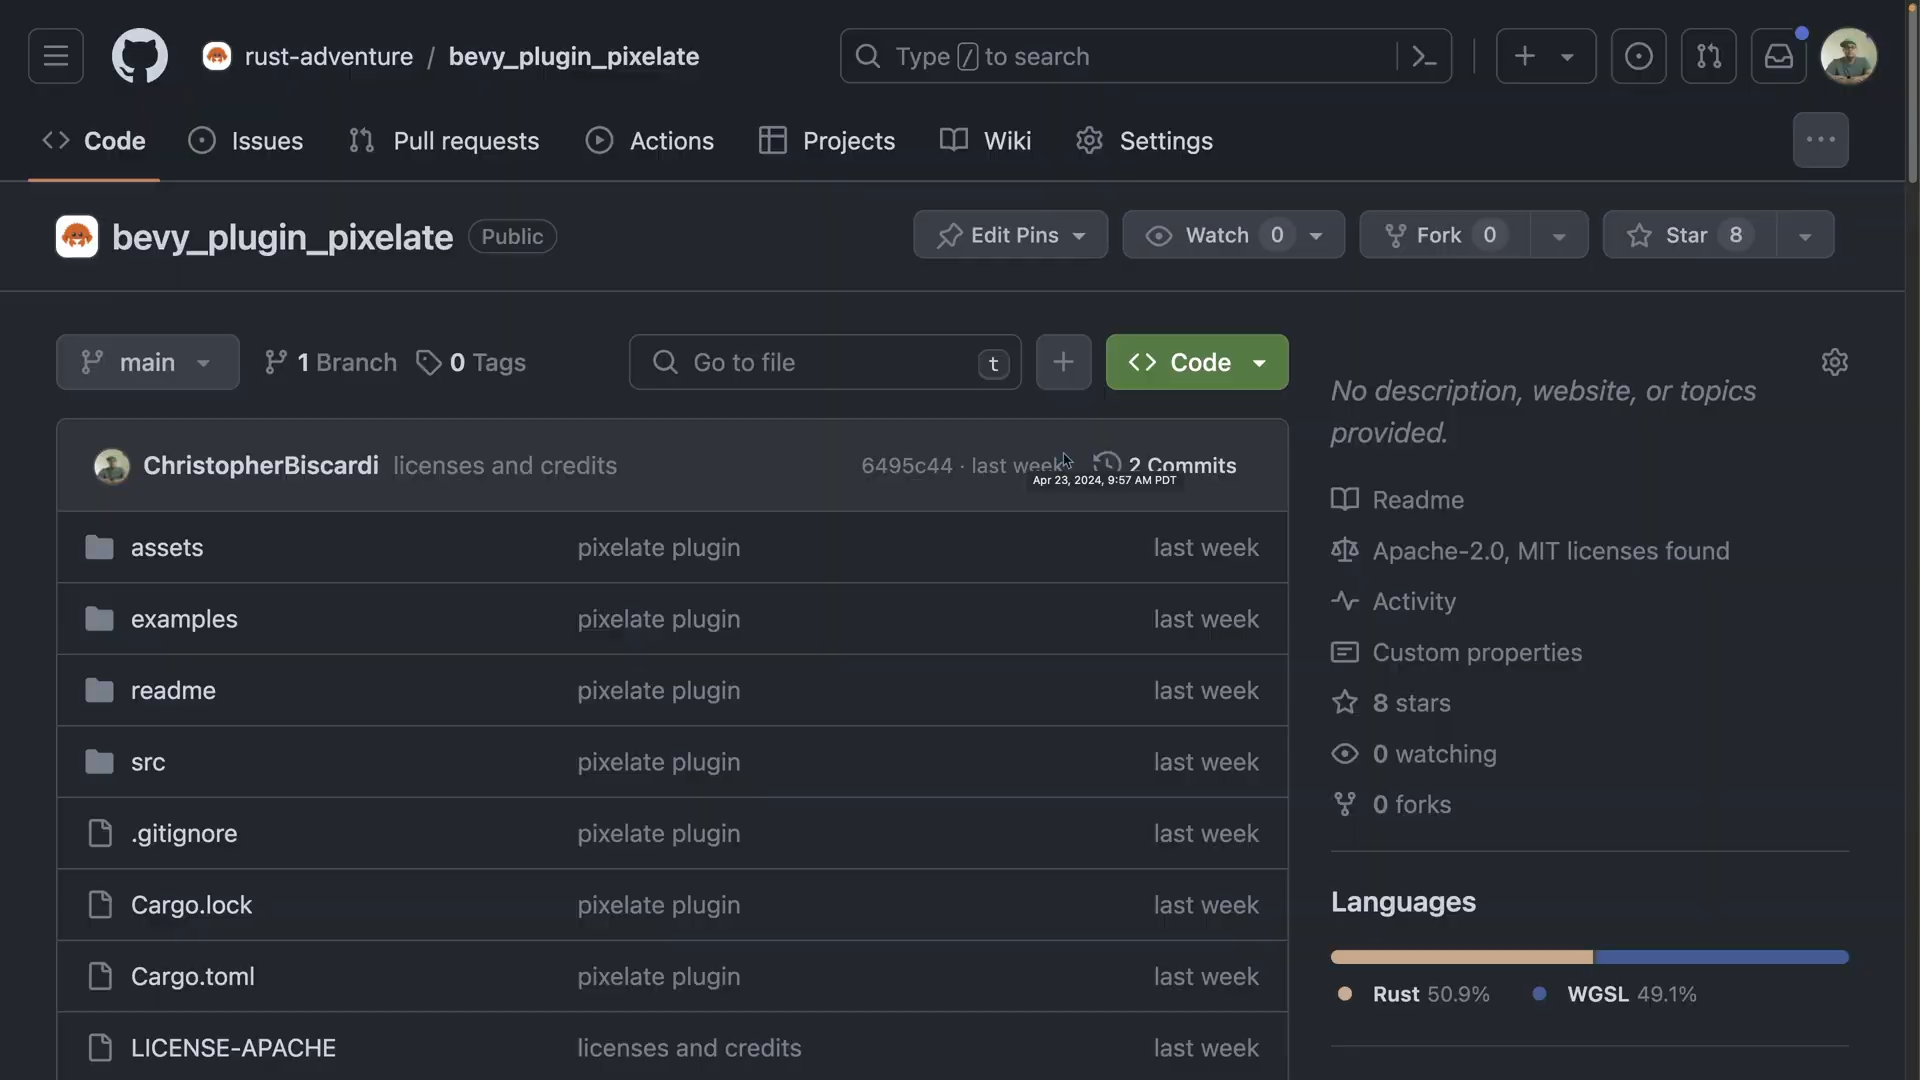 rust-adventure / bevy_plugin_pixelate
Type / to search
Code Issues Pull requests Actions Projects Wiki Settings
bevy_plugin_pixelate Public
Edit Pins Watch 0 Fork 0 Star 8
main 1 Branch 0 Tags Go to file t Code
No description, website, or topics
provided.
ChristopherBiscardi licenses and credits 6495c44 · last week 2 Commits
Apr 23, 2024, 9:57 AM PDT
assets pixelate plugin last week
examples pixelate plugin last week
readme pixelate plugin last week
src pixelate plugin last week
.gitignore pixelate plugin last week
Cargo.lock pixelate plugin last week
Cargo.toml pixelate plugin last week
LICENSE-APACHE licenses and credits last week
Readme
Apache-2.0, MIT licenses found
Activity
Custom properties
8 stars
0 watching
0 forks
Languages
Rust 50.9% WGSL 49.1%